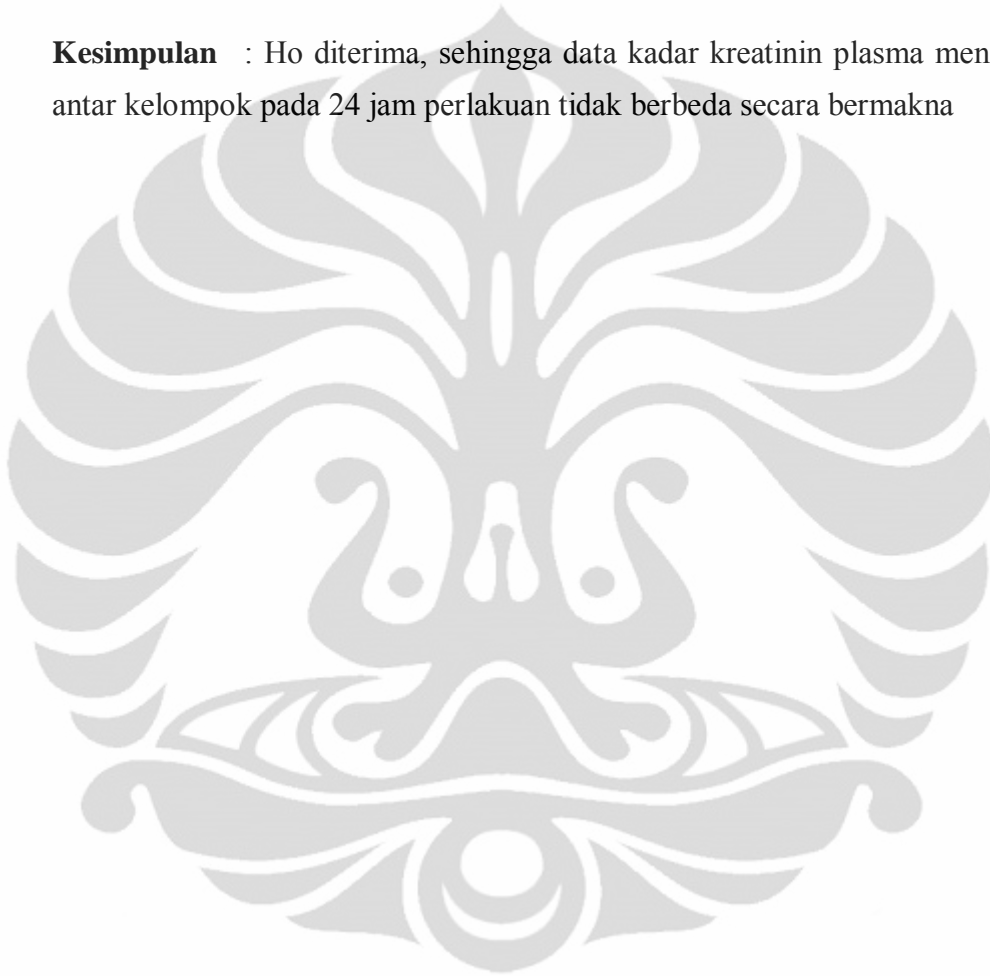 Kesimpulan : Ho diterima, sehingga data kadar kreatinin plasma men
antar kelompok pada 24 jam perlakuan tidak berbeda secara bermakna